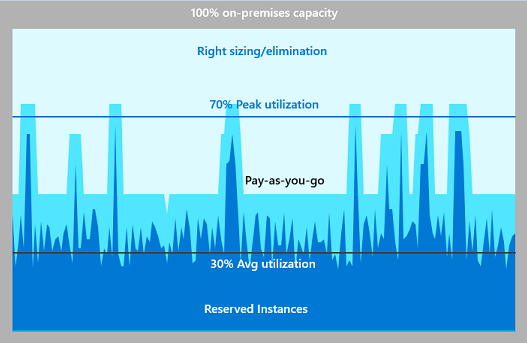 100% on-premises capacity
Right sizing/elimination
70% Peak utilization
Pay-as-you-go
30% Avg utilization
Reserved Instances